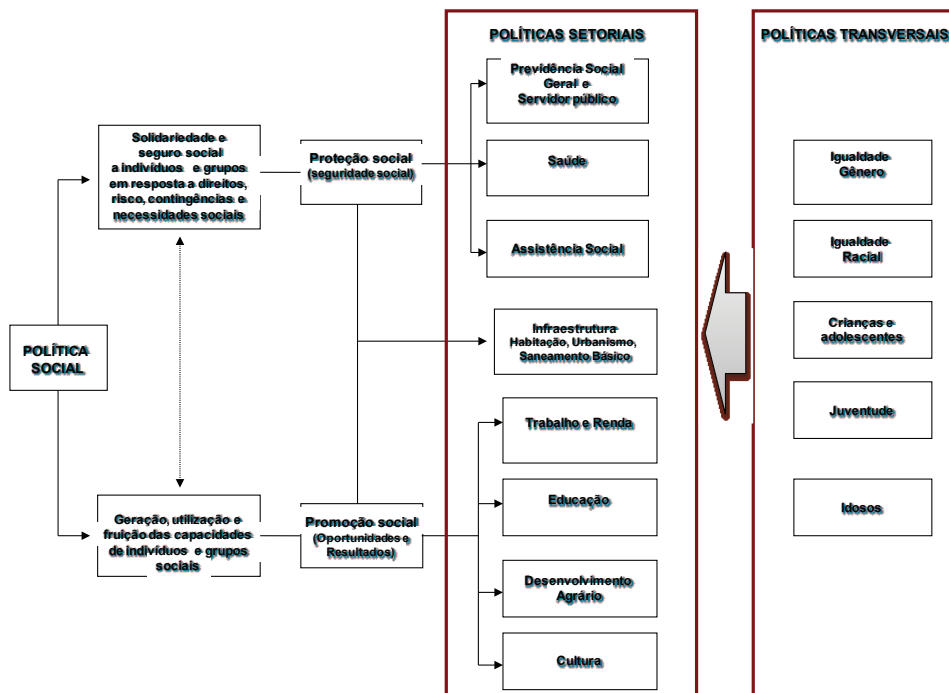 POLÍTICA
SOCIAL
Solidariedade e
seguro social
a indivíduos e grupos
em resposta a direitos,
risco, contingências e
necessidades sociais
Geração, utilização e
fruição das capacidades
de indivíduos e grupos
sociais
Proteção social
(seguridade social)
Promoção social
(Oportunidades e
Resultados)
POLÍTICAS SETORIAIS
Previdência Social
Geral e
Servidor público
Saúde
Assistência Social
Infraestrutura
Habitação, Urbanismo,
Saneamento Básico
Trabalho e Renda
Educação
Desenvolvimento
Agrário
Cultura
POLÍTICAS TRANSVERSAIS
Igualdade
Gênero
Igualdade
Racial
Crianças e
adolescentes
Juventude
Idosos